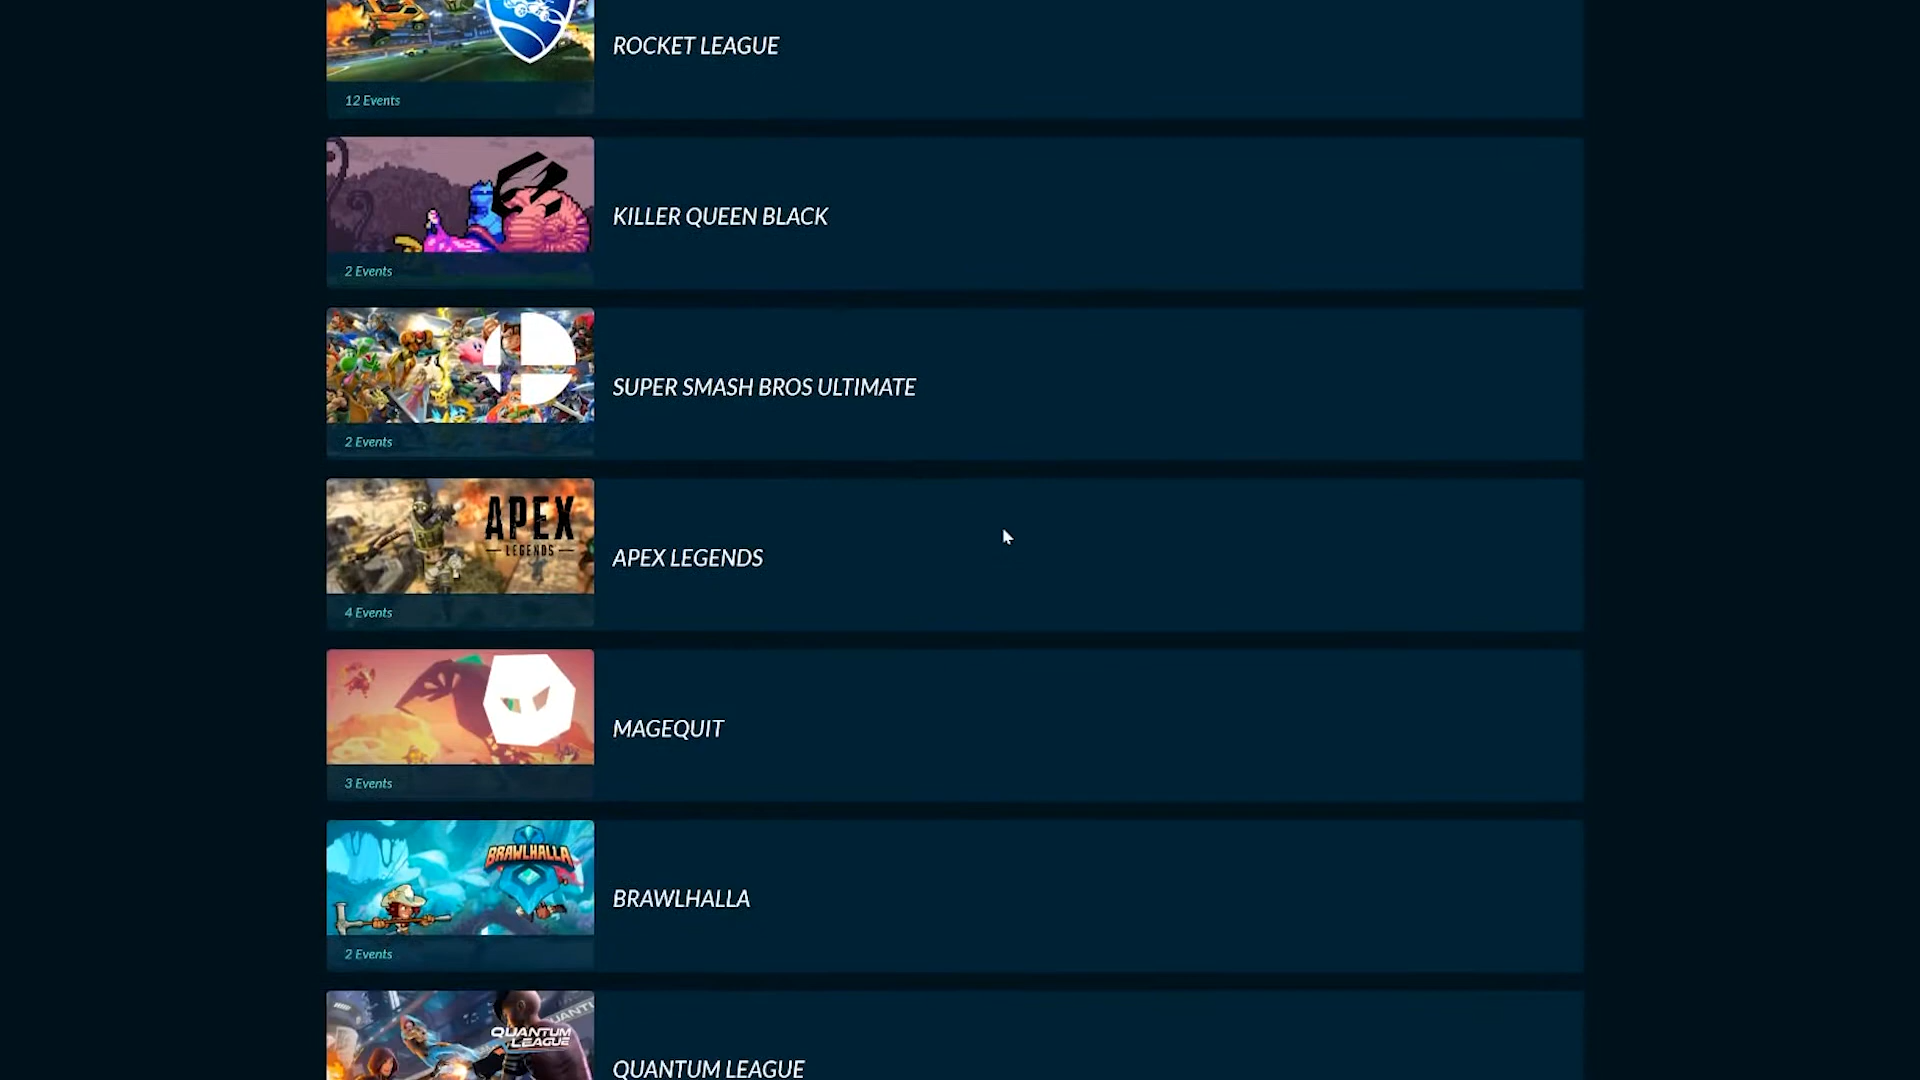 ROCKET LEAGUE
12 Events
KILLER QUEEN BLACK
2 Events
SUPER SMASH BROS ULTIMATE
2 Events
APEX
LEGENDS
APEX LEGENDS
4 Events
MAGEQUIT
3 Events
BRAWLHALLA
BRAWLHALLA
2 Events
QUANTUM
LEAGUE
QUANTUM LEAGUE